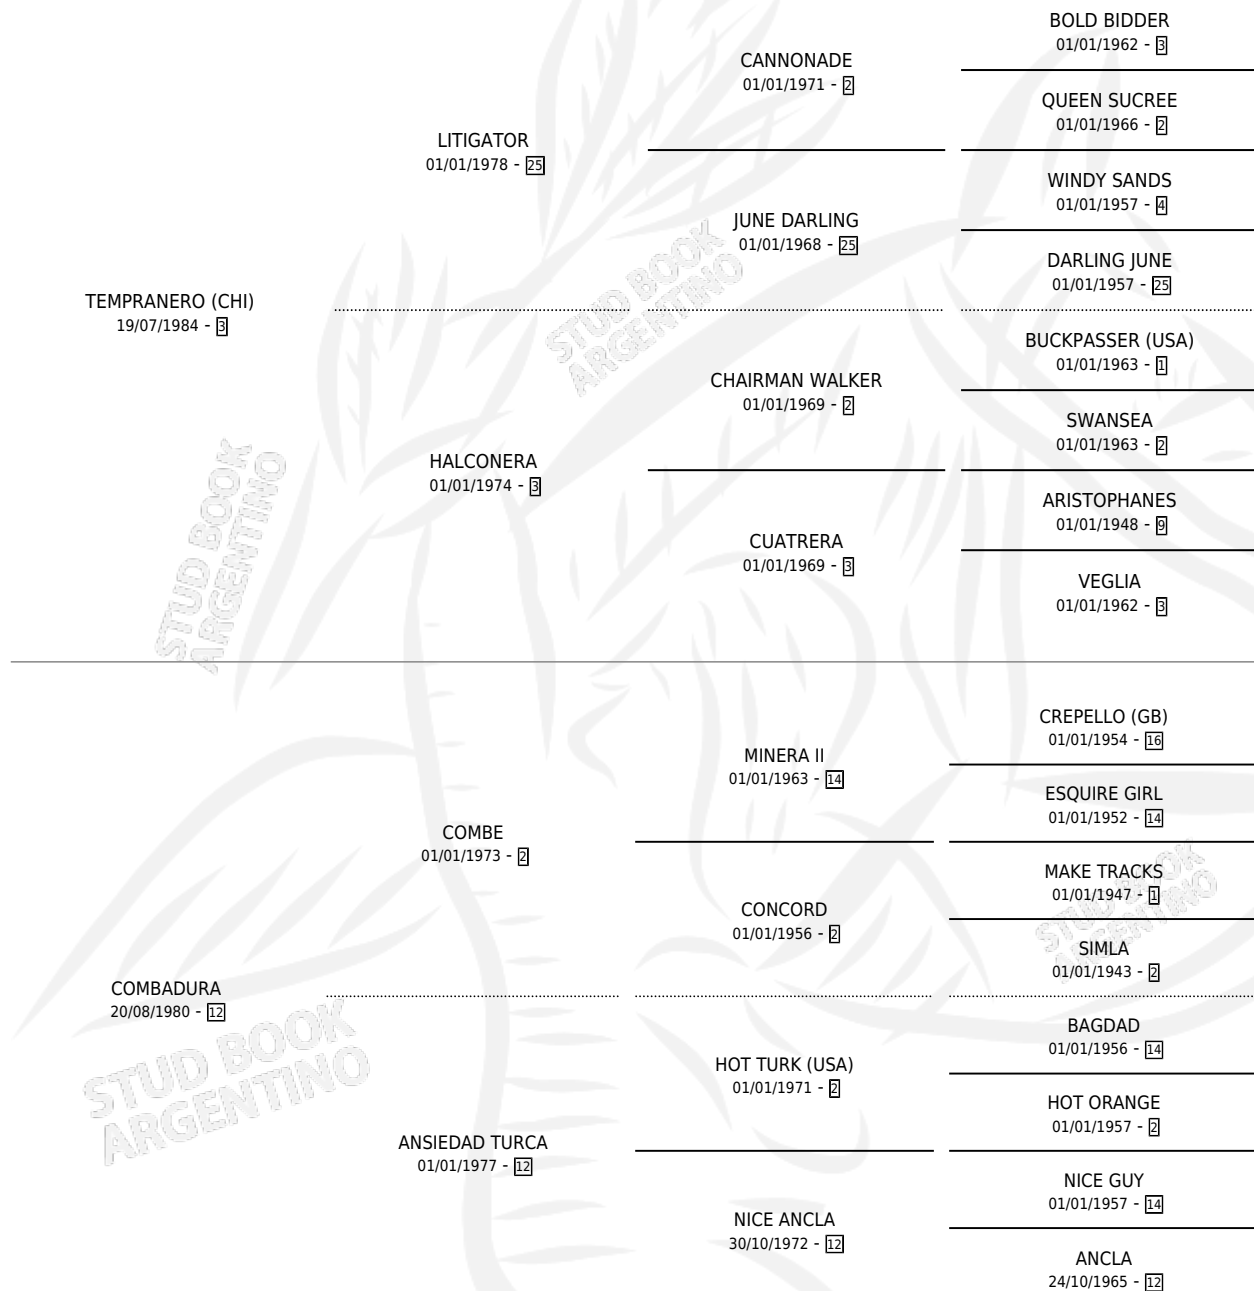 BOLD BIDDER
01/01/1962 - 3
CANNONADE
01/01/1971 - 2
QUEEN SUCREE
01/01/1966 - 2
LITIGATOR
01/01/1978 - 25
WINDY SANDS
01/01/1957 - 4
JUNE DARLING
01/01/1968 - 25
DARLING JUNE
01/01/1957 - 25
TEMPRANERO (CHI)
19/07/1984 - 3
STUD BOOK
ARGENTINO
BUCKPASSER (USA)
01/01/1963 - 1
CHAIRMAN WALKER
01/01/1969 - 2
SWANSEA
01/01/1963 - 2
HALCONERA
01/01/1974 - 3
ARISTOPHANES
01/01/1948 - 9
CUATRERA
01/01/1969 - 3
VEGLIA
01/01/1962 - 3
STUD BOOK
ARGENTINO
CREPELLO (GB)
01/01/1954 - 16
MINERA II
01/01/1963 - 14
ESQUIRE GIRL
01/01/1952 - 14
COMBE
01/01/1973 - 2
MAKE TRACKS
01/01/1947 - 1
CONCORD
01/01/1956 - 2
STUD BOOK
ARGENTINO
SIMLA
01/01/1943 - 2
COMBADURA
20/08/1980 - 12
STUD BOOK
ARGENTINO
BAGDAD
01/01/1956 - 14
HOT TURK (USA)
01/01/1971 - 2
HOT ORANGE
01/01/1957 - 2
ANSIEDAD TURCA
01/01/1977 - 12
NICE GUY
01/01/1957 - 14
NICE ANCLA
30/10/1972 - 12
ANCLA
24/10/1965 - 12